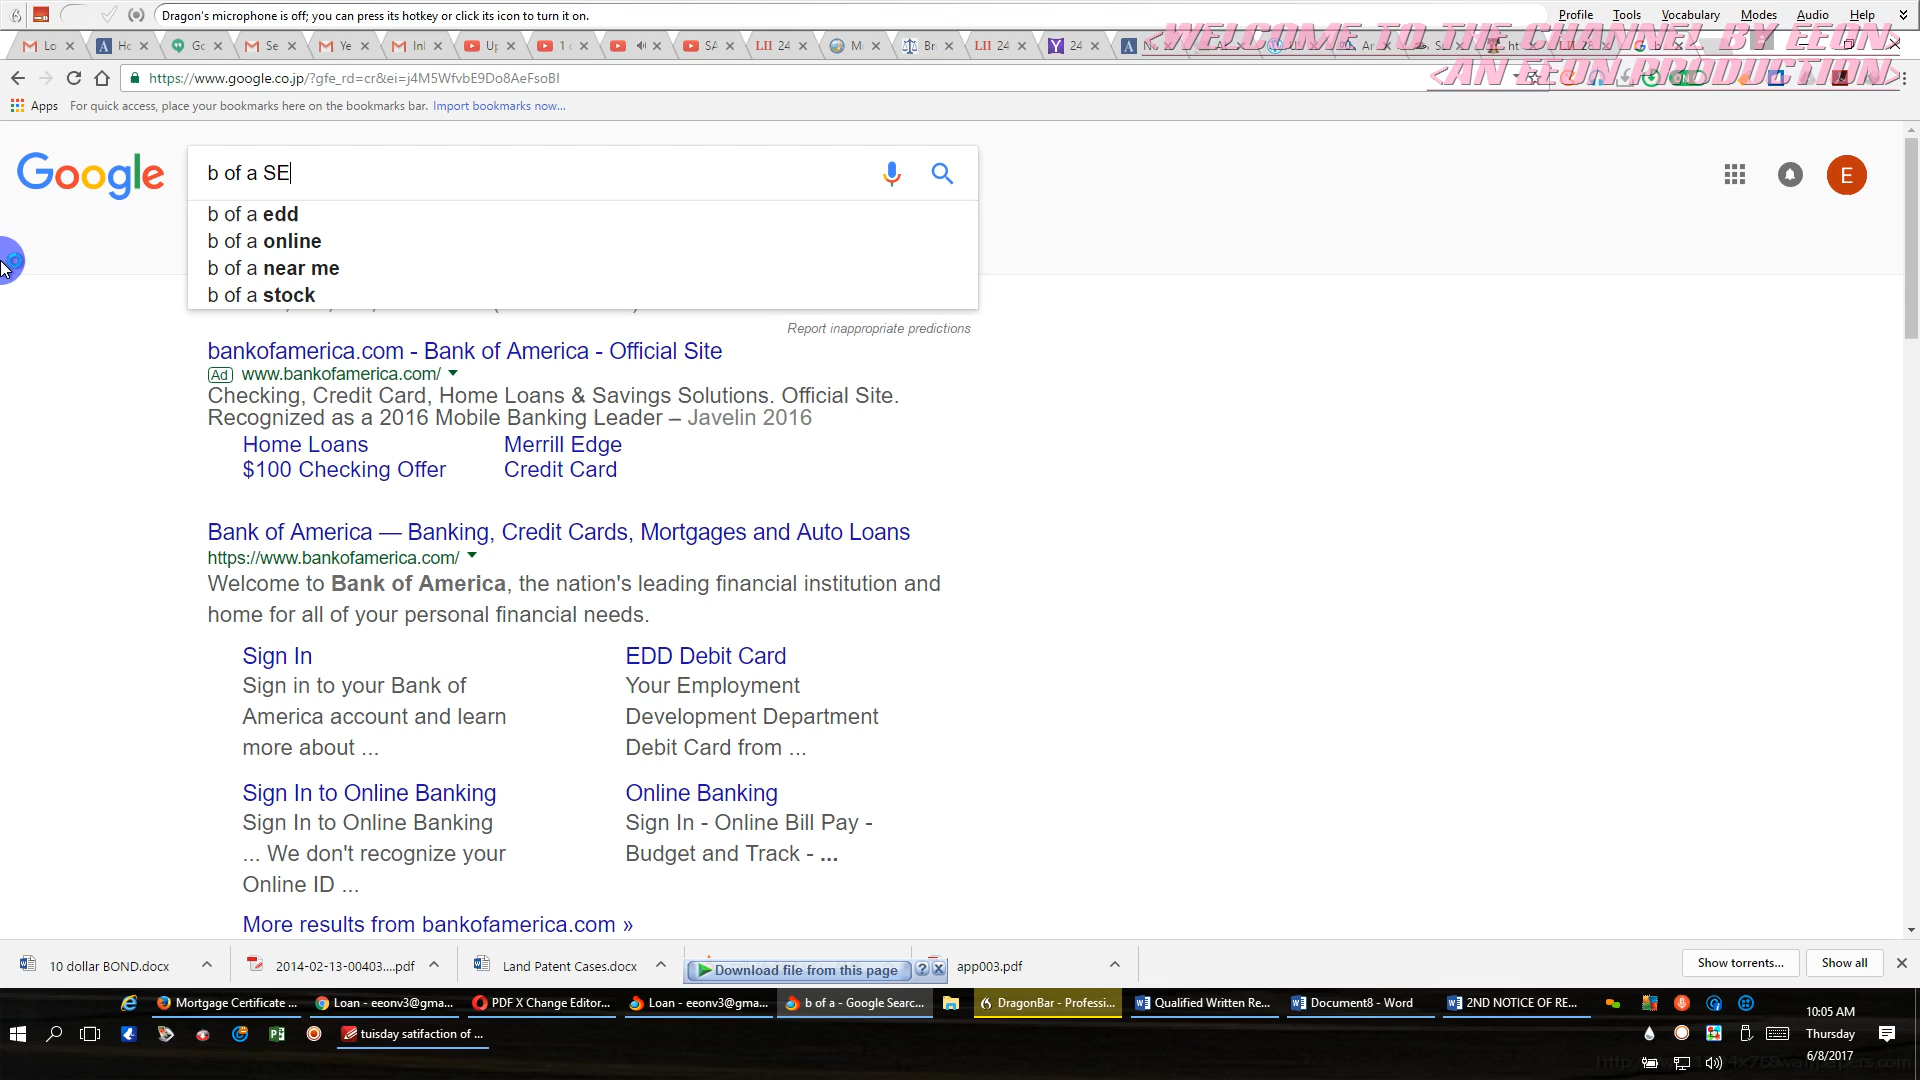 Dragon's microphone is off; you can press its hotkey or click its icon to turn it on.
Profile Tools Vocabulary Modes Audio Help
<WELCOME TO THE CHANNEL BY EEON>
<AN EEON PRODUCTION>
https://www.google.co.jp/?gfe_rd=cr&ei=j4M5WfvbE9Do8AeFsoBI
Apps For quick access, place your bookmarks here on the bookmarks bar. Import bookmarks now...
Google
b of a SE
E
b of a edd
b of a online
b of a near me
b of a stock
Report inappropriate predictions
bankofamerica.com - Bank of America - Official Site
Ad www.bankofamerica.com/
Checking, Credit Card, Home Loans & Savings Solutions. Official Site.
Recognized as a 2016 Mobile Banking Leader – Javelin 2016
Home Loans Merrill Edge
$100 Checking Offer Credit Card
Bank of America — Banking, Credit Cards, Mortgages and Auto Loans
https://www.bankofamerica.com/
Welcome to Bank of America, the nation's leading financial institution and
home for all of your personal financial needs.
Sign In
Sign in to your Bank of
America account and learn
more about ...
EDD Debit Card
Your Employment
Development Department
Debit Card from ...
Sign In to Online Banking
Sign In to Online Banking
... We don't recognize your
Online ID ...
Online Banking
Sign In - Online Bill Pay -
Budget and Track - ...
More results from bankofamerica.com »
10 dollar BOND.docx 2014-02-13-00403....pdf Land Patent Cases.docx Download file from this page ? app003.pdf Show torrents... Show all
Mortgage Certificate ... Loan - eeonv3@gma... PDF X Change Editor... Loan - eeonv3@gma... b of a - Google Searc... DragonBar - Professi... Qualified Written Re... Document8 - Word 2ND NOTICE OF RE...
10:05 AM
tuisday satifaction of ...
Thursday
6/8/2017